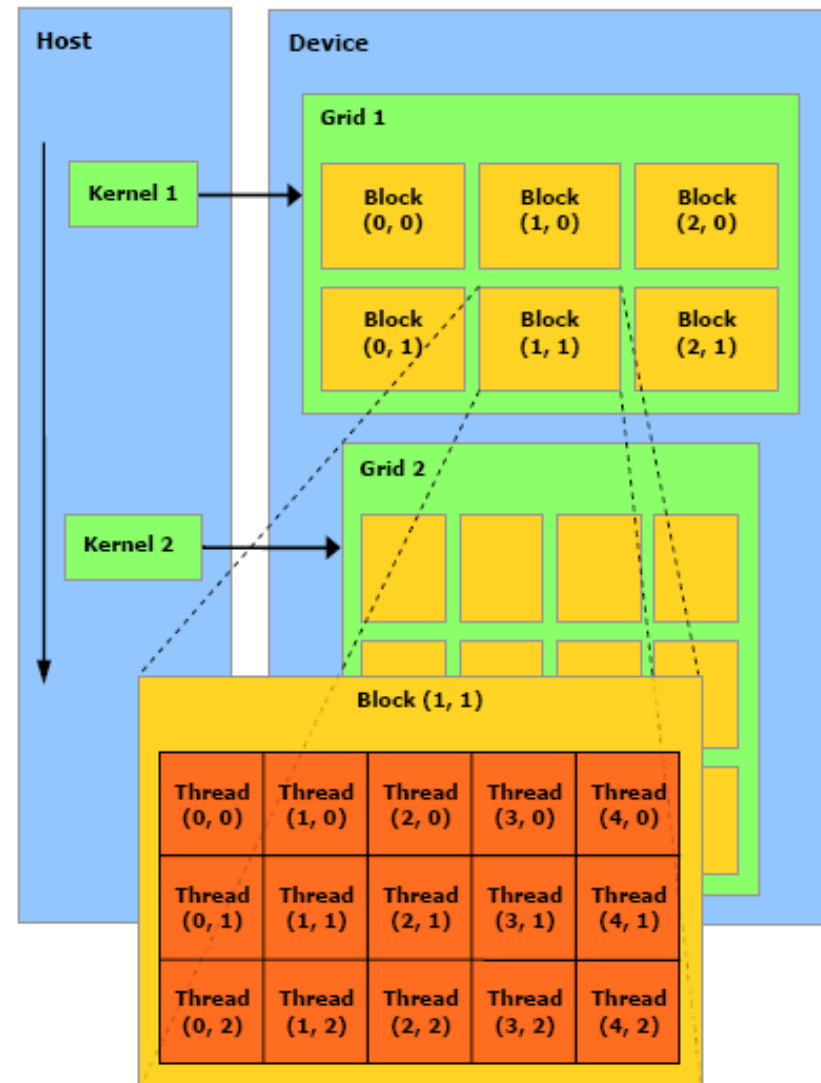 Host
Device
Grid 1
Kernel 1
Block
(0, 0)
Block
(1, 0)
Block
(2, 0)
Block
(0, 1)
Block
(1, 1)
Block
(2, 1)
Grid 2
Kernel 2
Block (1, 1)
Thread
(0, 0)
Thread
(1, 0)
Thread
(2, 0)
Thread
(3, 0)
Thread
(4, 0)
Thread
(0, 1)
Thread
(1, 1)
Thread
(2, 1)
Thread
(3, 1)
Thread
(4, 1)
Thread
(0, 2)
Thread
(1, 2)
Thread
(2, 2)
Thread
(3, 2)
Thread
(4, 2)